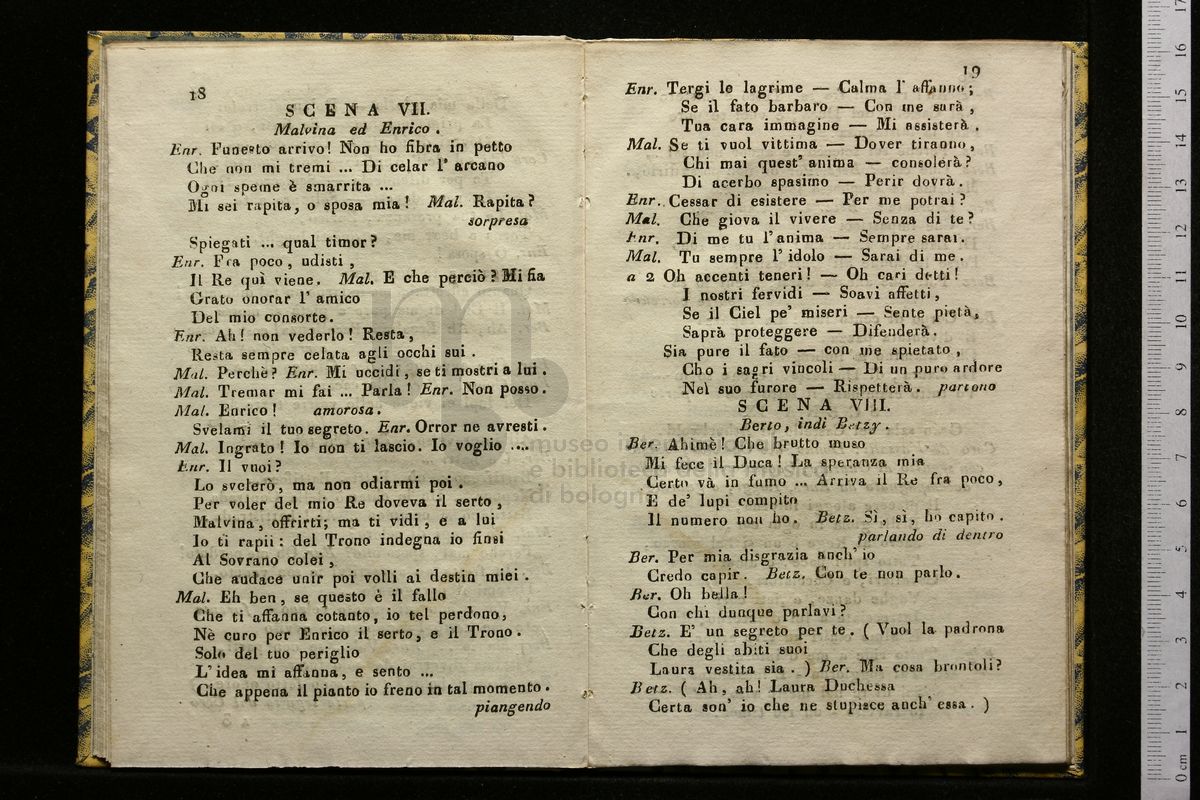 18
SCENA VII.
Malvina ed Enrico.
Enr. Funesto arrivo! Non ho fibra in petto
Che non mi tremi ... Di celar l' arcano
Ogni speme è smarrita ...
Mi sei rapita, o sposa mia! Mal. Rapita?
sorpresa
Spiegati ... qual timor?
Enr. Fra poco, udisti,
Il Re quì viene. Mal. E che perciò? Mi fia
Grato onorar l' amico
Del mio consorte.
Enr. Ah! non vederlo! Resta,
Resta sempre celata agli occhi sui.
Mal. Perchè? Enr. Mi uccidi, se ti mostri a lui.
Mal. Tremar mi fai ... Parla! Enr. Non posso.
Mal. Enrico! amorosa.
Svelami il tuo segreto. Enr. Orror ne avresti.
Mal. Ingrato! Io non ti lascio. Io voglio ....
Enr. Il vuoi?
Lo svelerò, ma non odiarmi poi.
Per voler del mio Re doveva il serto,
Malvina, offrirti; ma ti vidi, e a lui
Io ti rapii: del Trono indegna io finsi
Al Sovrano colei,
Che audace unir poi volli ai destin miei.
Mal. Eh ben, se questo è il fallo
Che ti affanna cotanto, io tel perdono,
Nè curo per Enrico il serto, e il Trono.
Solo del tuo periglio
L' idea mi affanna, e sento ...
Che appena il pianto io freno in tal momento.
piangendo
19
Enr. Tergi le lagrime — Calma l' affanno;
Se il fato barbaro — Con me sarà,
Tua cara immagine — Mi assisterà.
Mal. Se ti vuol vittima — Dover tiranno,
Chi mai quest' anima — consolerà?
Di acerbo spasimo — Perir dovrà.
Enr. Cessar di esistere — Per me potrai?
Mal. Che giova il vivere — Senza di te?
Enr. Di me tu l' anima — Sempre sarai.
Mal. Tu sempre l' idolo — Sarai di me.
a 2 Oh accenti teneri! — Oh cari detti!
I nostri fervidi — Soavi affetti,
Se il Ciel pe' miseri — Sente pietà,
Saprà proteggere — Difenderà.
Sia pure il fato — con me spietato,
Cho i sagri vincoli — Di un puro ardore
Nel suo furore — Rispetterà. partono
SCENA VIII.
Berto, indi Betzy.
Ber. Ahimè! Che brutto muso
Mi fece il Duca! La speranza mia
Certo và in fumo ... Arriva il Re fra poco,
E de' lupi compito
Il numero non ho. Betz. Sì, sì, ho capito.
parlando di dentro
Ber. Per mia disgrazia anch' io
Credo capir. Betz. Con te non parlo.
Ber. Oh bella!
Con chi dunque parlavi?
Betz. E' un segreto per te. ( Vuol la padrona
Che degli abiti suoi
Laura vestita sia. ) Ber. Ma cosa brontoli?
Betz. ( Ah, ah! Laura Duchessa
Certa son' io che ne stupisce anch' essa. )